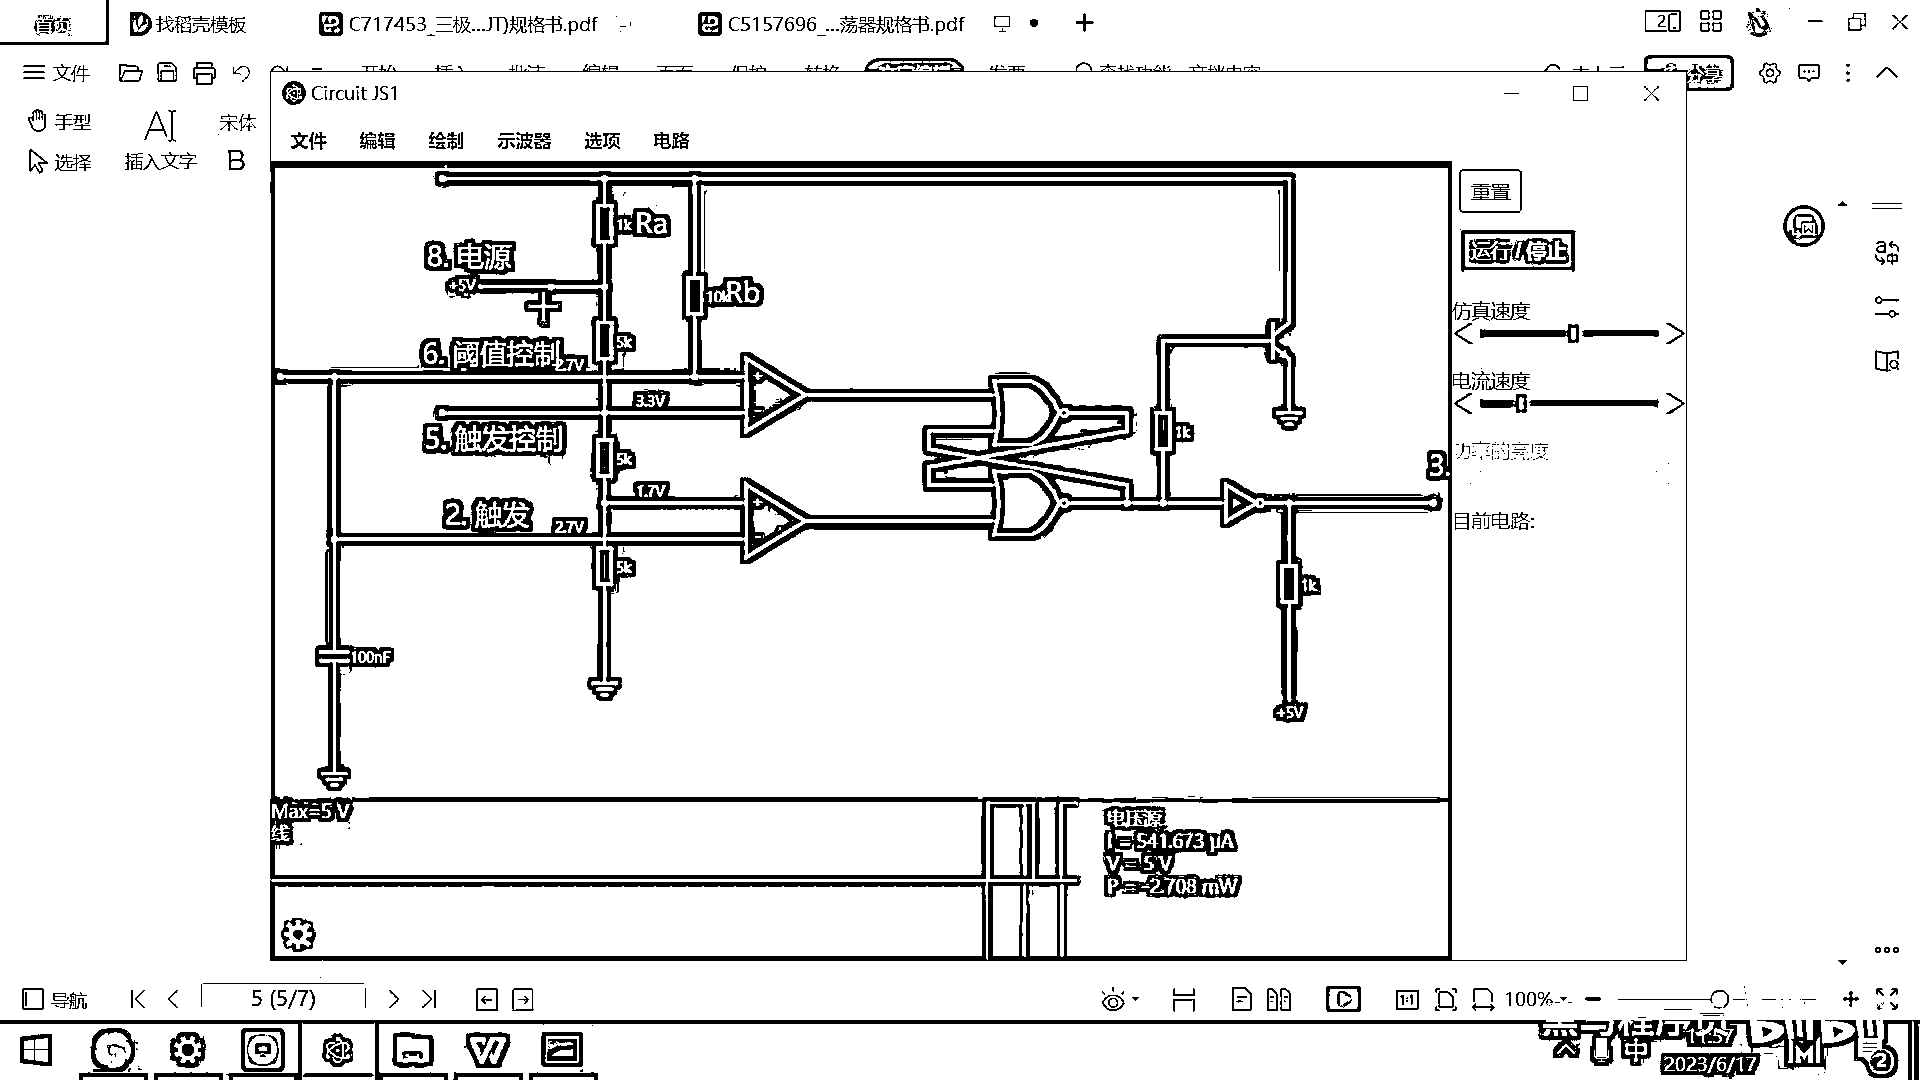 找稻壳模板
C717453_三极...JT)规格书.pdf
C5157696_...荡器规格书.pdf
文件
手型
选择
插入文字
宋体
B
Circuit JS1
文件 编辑 绘制 示波器 选项 电路
重置
运行/停止
仿真速度
电流速度
功率的亮度
目前电路:
1k Ra
8. 电源
+5V
10k Rb
5k
6. 阈值控制
2.7V
3.3V
5. 触发控制
5k
1.7V
2. 触发
2.7V
5k
100nF
1k
3.
1k
+5V
Max=5 V
线
电压源
I = 541.673 μA
V = 5 V
P = -2.708 mW
导航
5 (5/7)
1:1
100%
中
14:57
2023/6/17
2